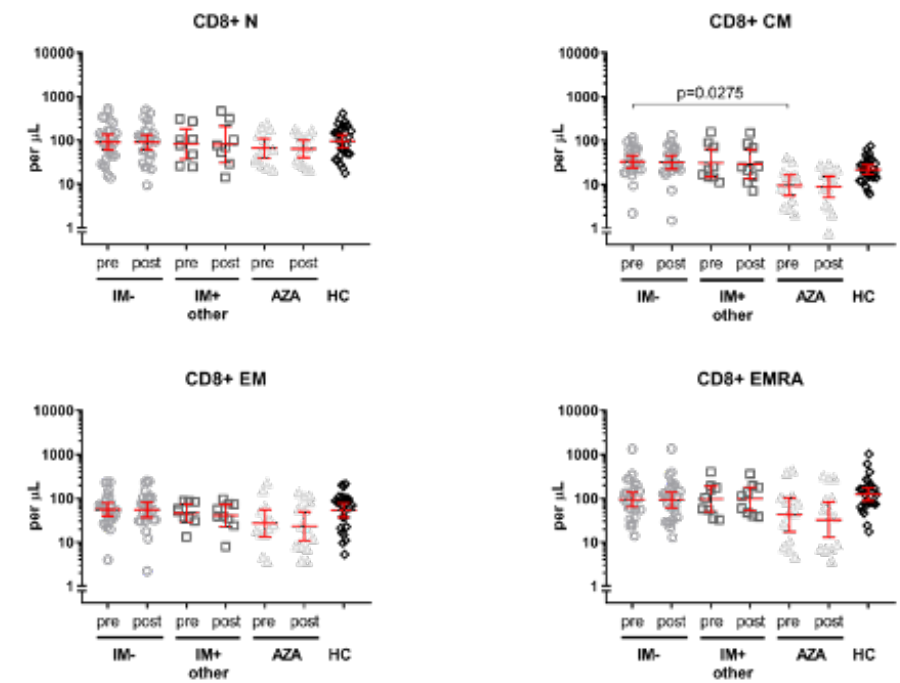 CD8+ N
10000
1000
100
10
1
per μL
pre post pre post pre post
IM- IM+ AZA HC
other
CD8+ CM
10000
1000
100
10
1
per μL
p=0.0275
pre post pre post pre post
IM- IM+ AZA HC
other
CD8+ EM
10000
1000
100
10
1
per μL
pre post pre post pre post
IM- IM+ AZA HC
other
CD8+ EMRA
10000
1000
100
10
1
per μL
pre post pre post pre post
IM- IM+ AZA HC
other